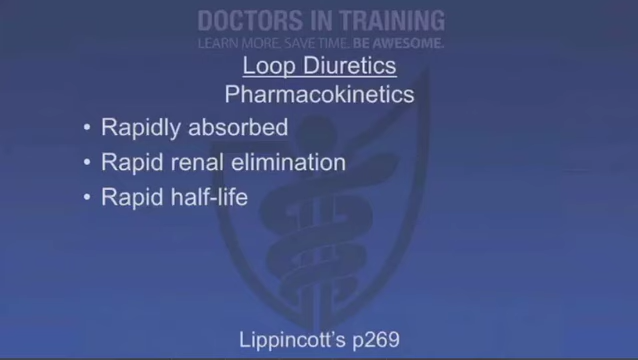 DOCTORS IN TRAINING
LEARN MORE. SAVE TIME. BE AWESOME.
Loop Diuretics
Pharmacokinetics
• Rapidly absorbed
• Rapid renal elimination
• Rapid half-life
Lippincott's p269